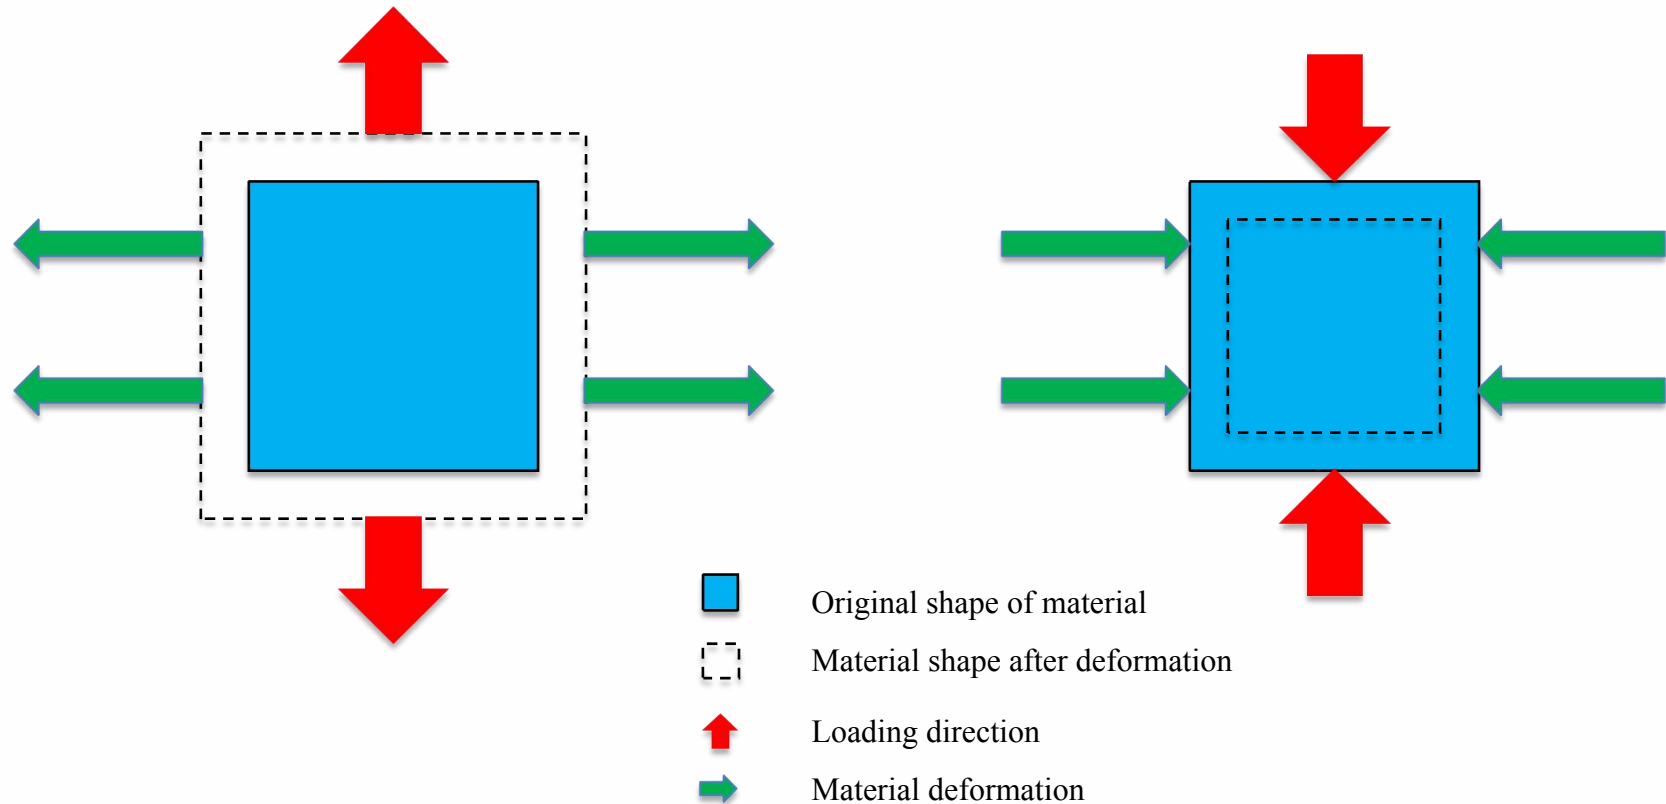 Original shape of material
Material shape after deformation
Loading direction
Material deformation